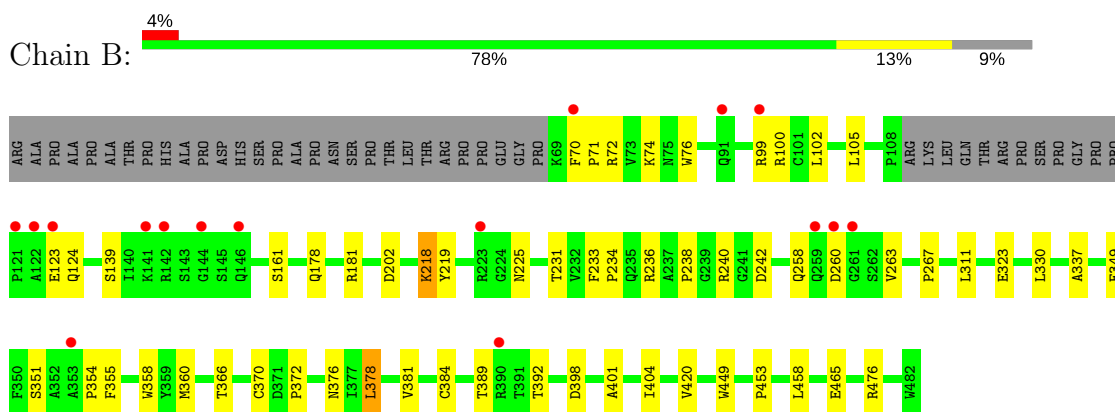 4%
Chain B:
78% 13% 9%
ARG ALA PRO ALA PRO ALA THR PRO HIS ALA PRO ASP HIS SER PRO ALA PRO ASN SER PRO THR LEU THR ARG PRO PRO GLU GLY PRO K69 F70 P71 R72 V73 K74 N75 W76 Q91 R99 R100 C101 L102 L105 P108 ARG LYS LEU GLN THR ARG PRO SER PRO GLY PRO PRO
P121 A122 E123 Q124 S139 I140 K141 R142 S143 G144 S145 Q146 S161 Q178 R181 D202 K218 Y219 R223 G224 N225 T231 V232 F233 P234 Q235 R236 A237 P238 G239 R240 G241 D242 Q258 Q259 D260 G261 S262 V263 P267 L311 E323 L330 A337
F350 S351 A352 A353 P354 F355 W358 Y359 M360 T366 C370 D371 P372 N376 I377 L378 V381 C384 T389 R390 T391 T392 D398 A401 I404 V420 W449 P453 L458 E465 R476 W482